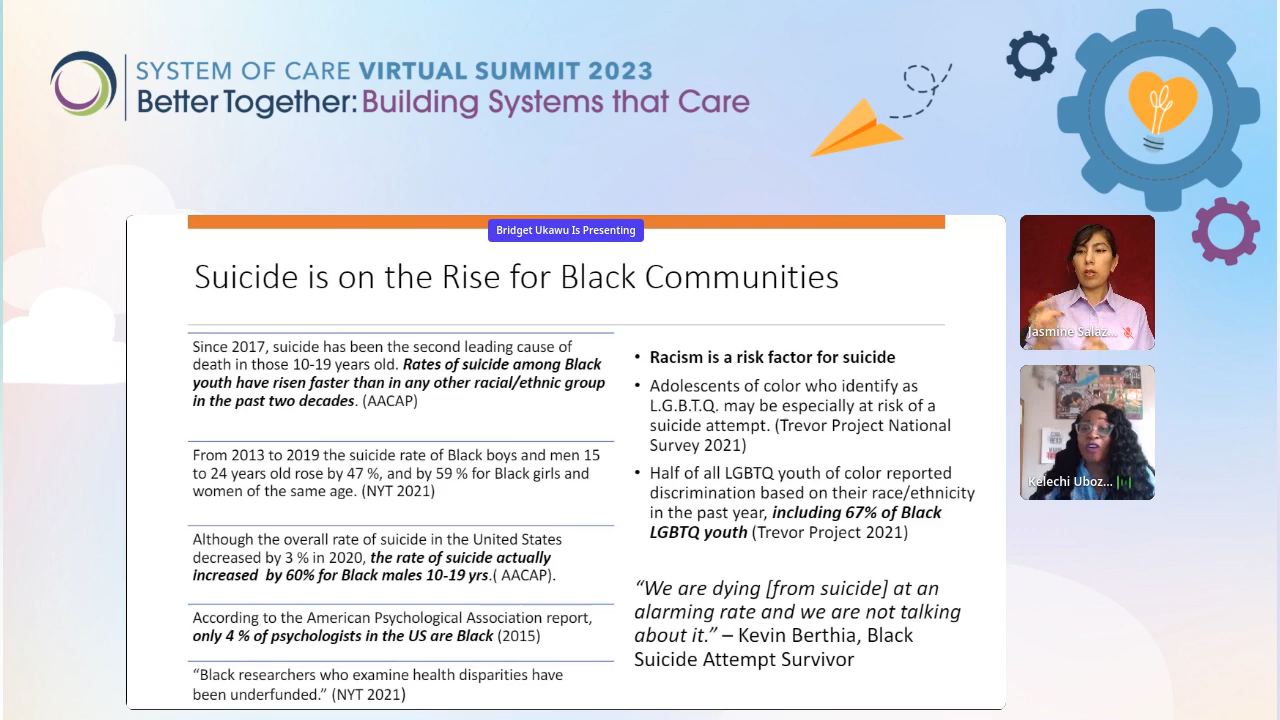 SYSTEM OF CARE VIRTUAL SUMMIT 2023
Better Together: Building Systems that Care
Bridget Ukawu Is Presenting
Suicide is on the Rise for Black Communities
Since 2017, suicide has been the second leading cause of
death in those 10-19 years old. Rates of suicide among Black
youth have risen faster than in any other racial/ethnic group
in the past two decades. (AACAP)
From 2013 to 2019 the suicide rate of Black boys and men 15
to 24 years old rose by 47 %, and by 59 % for Black girls and
women of the same age. (NYT 2021)
Although the overall rate of suicide in the United States
decreased by 3 % in 2020, the rate of suicide actually
increased by 60% for Black males 10-19 yrs.( AACAP).
According to the American Psychological Association report,
only 4 % of psychologists in the US are Black (2015)
“Black researchers who examine health disparities have
been underfunded.” (NYT 2021)
• Racism is a risk factor for suicide
• Adolescents of color who identify as
L.G.B.T.Q. may be especially at risk of a
suicide attempt. (Trevor Project National
Survey 2021)
• Half of all LGBTQ youth of color reported
discrimination based on their race/ethnicity
in the past year, including 67% of Black
LGBTQ youth (Trevor Project 2021)
“We are dying [from suicide] at an
alarming rate and we are not talking
about it.” – Kevin Berthia, Black
Suicide Attempt Survivor
Jasmine Salaz...
Kelechi Uboz...